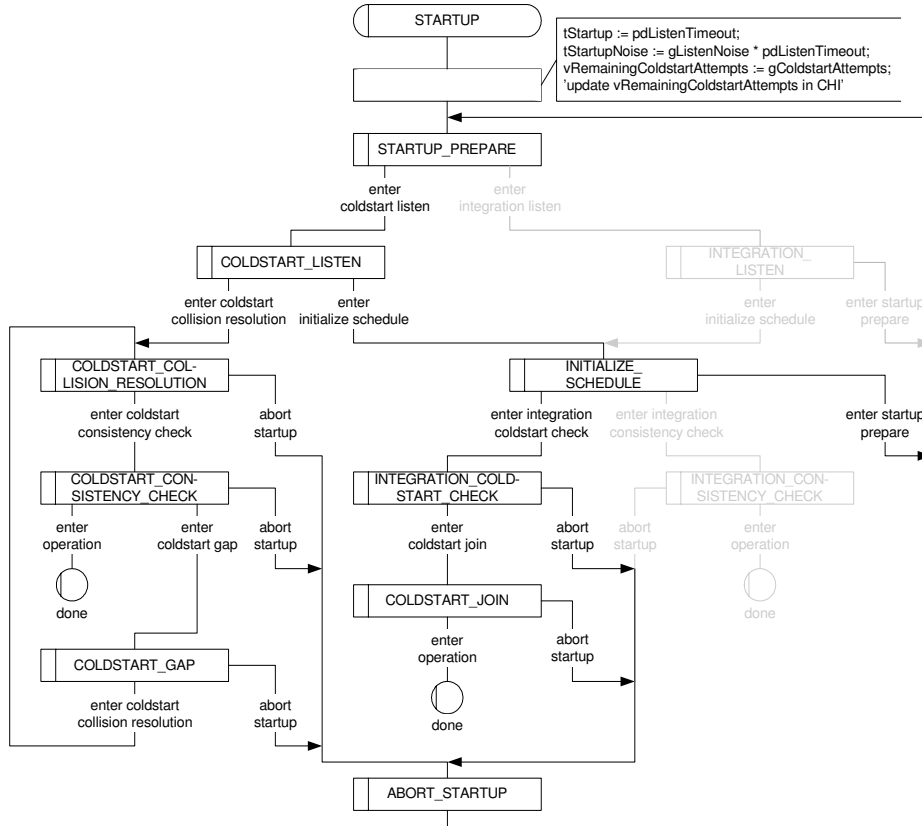 STARTUP
tStartup := pdListenTimeout;
tStartupNoise := gListenNoise * pdListenTimeout;
vRemainingColdstartAttempts := gColdstartAttempts;
'update vRemainingColdstartAttempts in CHI'
STARTUP_PREPARE
enter
coldstart listen
enter
integration listen
COLDSTART_LISTEN
INTEGRATION_
LISTEN
enter coldstart
collision resolution
enter
initialize schedule
enter
initialize schedule
enter startup
prepare
COLDSTART_COL-
LISION_RESOLUTION
INITIALIZE_
SCHEDULE
enter coldstart
consistency check
abort
startup
enter integration
coldstart check
enter integration
consistency check
enter startup
prepare
COLDSTART_CON-
SISTENCY_CHECK
INTEGRATION_COLD-
START_CHECK
INTEGRATION_CON-
SISTENCY_CHECK
enter
operation
enter
coldstart gap
abort
startup
enter
coldstart join
abort
startup
abort
startup
enter
operation
done
COLDSTART_JOIN
done
enter
operation
abort
startup
COLDSTART_GAP
enter coldstart
collision resolution
abort
startup
done
ABORT_STARTUP